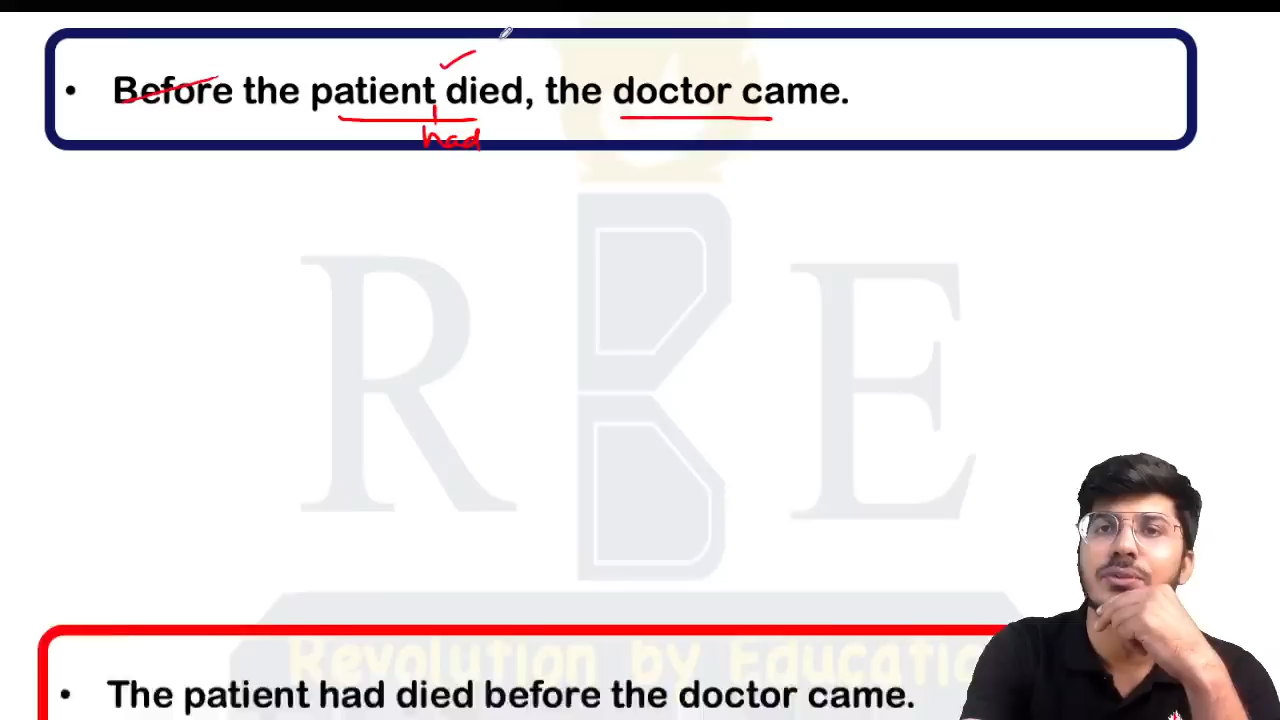 • Before the patient died, the doctor came.
had
R B E
Revolution by Educatio
• The patient had died before the doctor came.